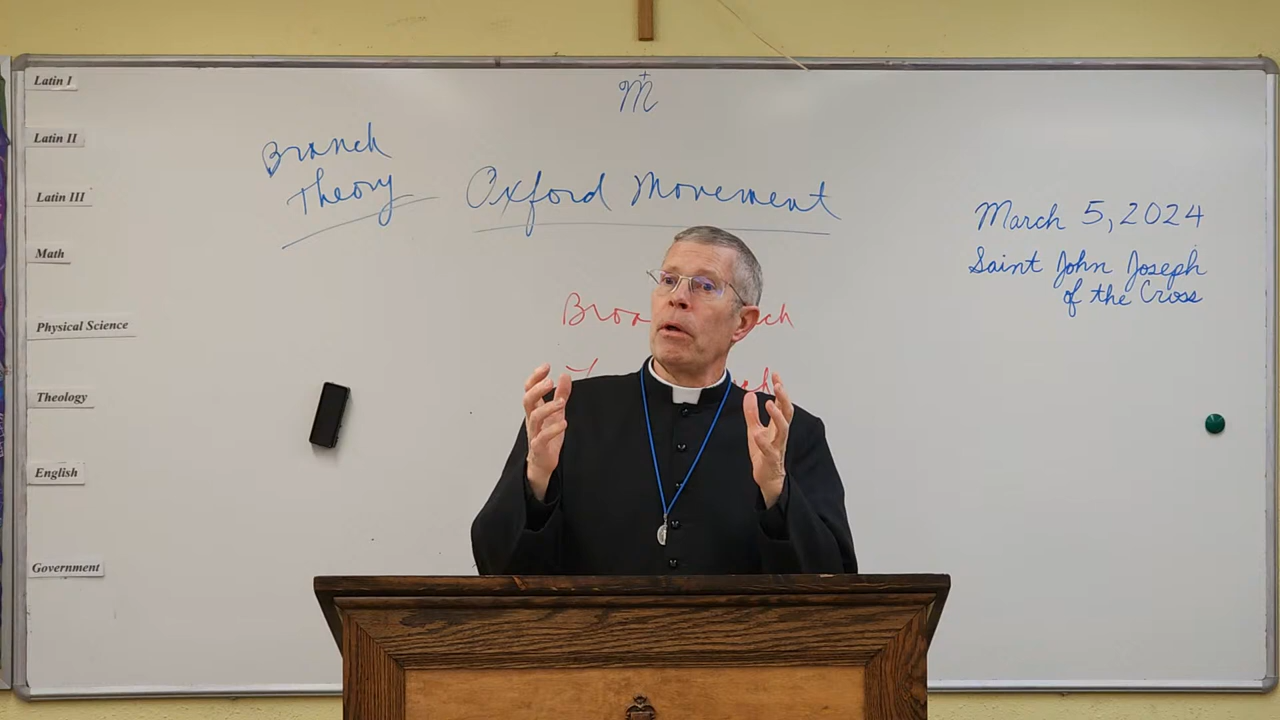 Latin I
Latin II
Latin III
Math
Physical Science
Theology
English
Government
M
Branch
Theory
Oxford Movement
March 5, 2024
Saint John Joseph
of the Cross